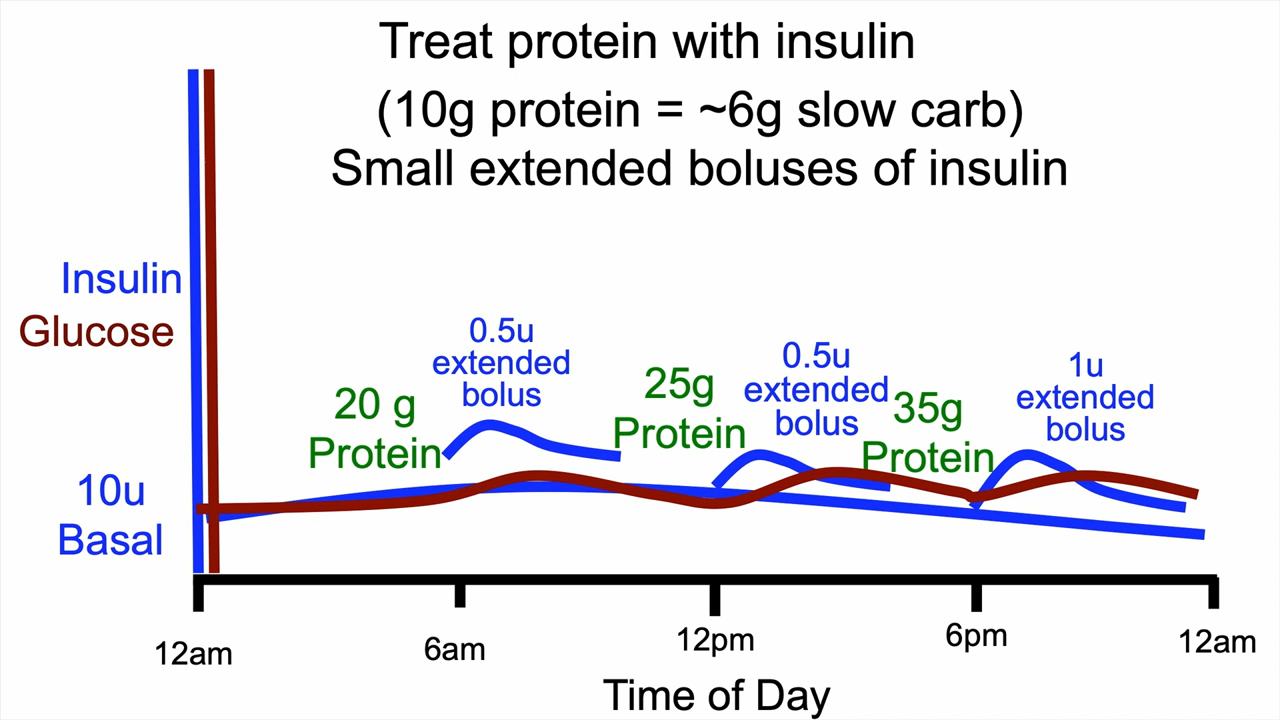 Treat protein with insulin
(10g protein = ~6g slow carb)
Small extended boluses of insulin
Insulin
Glucose
10u
Basal
20 g
Protein
0.5u
extended
bolus
25g
Protein
0.5u
extended
bolus
35g
Protein
1u
extended
bolus
12am
6am
12pm
6pm
12am
Time of Day